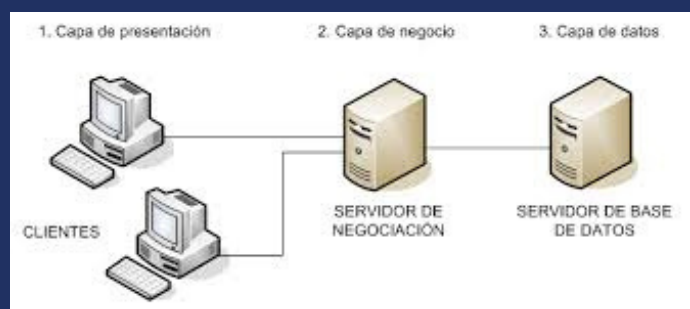 1. Capa de presentación
2. Capa de negocio
3. Capa de datos
CLIENTES
SERVIDOR DE
NEGOCIACIÓN
SERVIDOR DE BASE
DE DATOS